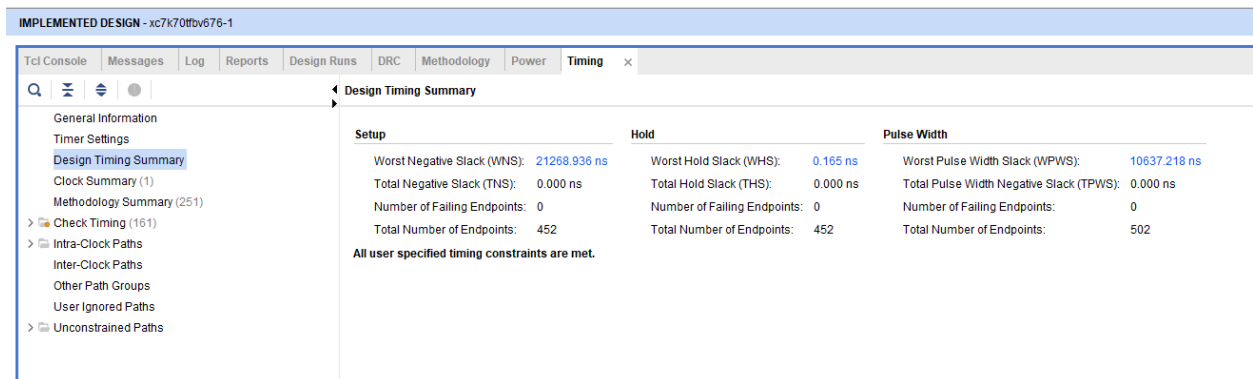 IMPLEMENTED DESIGN - xc7k70tfbv676-1
Tcl Console Messages Log Reports Design Runs DRC Methodology Power Timing ×
Design Timing Summary
General Information
Timer Settings
Design Timing Summary
Clock Summary (1)
Methodology Summary (251)
> Check Timing (161)
> Intra-Clock Paths
Inter-Clock Paths
Other Path Groups
User Ignored Paths
> Unconstrained Paths
Setup Hold Pulse Width
Worst Negative Slack (WNS): 21268.936 ns Worst Hold Slack (WHS): 0.165 ns Worst Pulse Width Slack (WPWS): 10637.218 ns
Total Negative Slack (TNS): 0.000 ns Total Hold Slack (THS): 0.000 ns Total Pulse Width Negative Slack (TPWS): 0.000 ns
Number of Failing Endpoints: 0 Number of Failing Endpoints: 0 Number of Failing Endpoints: 0
Total Number of Endpoints: 452 Total Number of Endpoints: 452 Total Number of Endpoints: 502
All user specified timing constraints are met.